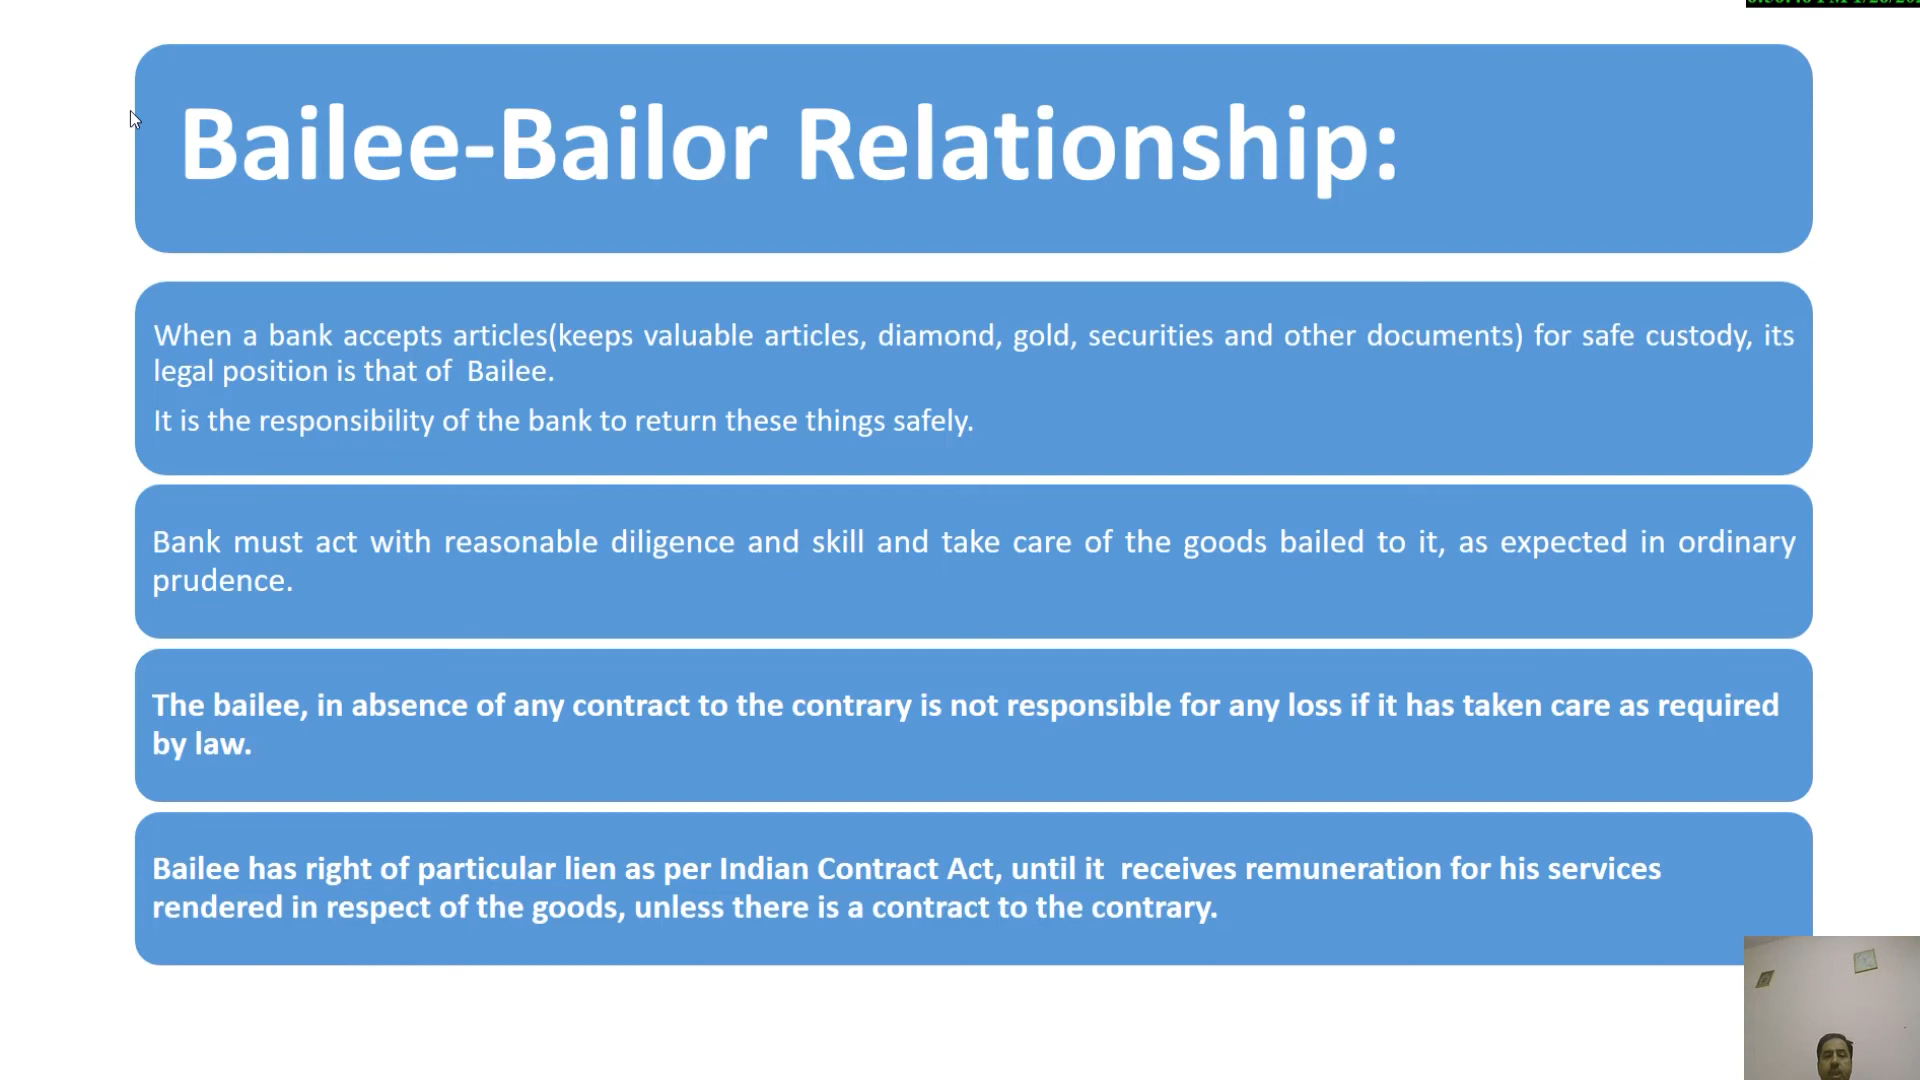 Bailee-Bailor Relationship:
When a bank accepts articles(keeps valuable articles, diamond, gold, securities and other documents) for safe custody, its
legal position is that of  Bailee.
It is the responsibility of the bank to return these things safely.
Bank must act with reasonable diligence and skill and take care of the goods bailed to it, as expected in ordinary
prudence.
The bailee, in absence of any contract to the contrary is not responsible for any loss if it has taken care as required
by law.
Bailee has right of particular lien as per Indian Contract Act, until it  receives remuneration for his services
rendered in respect of the goods, unless there is a contract to the contrary.